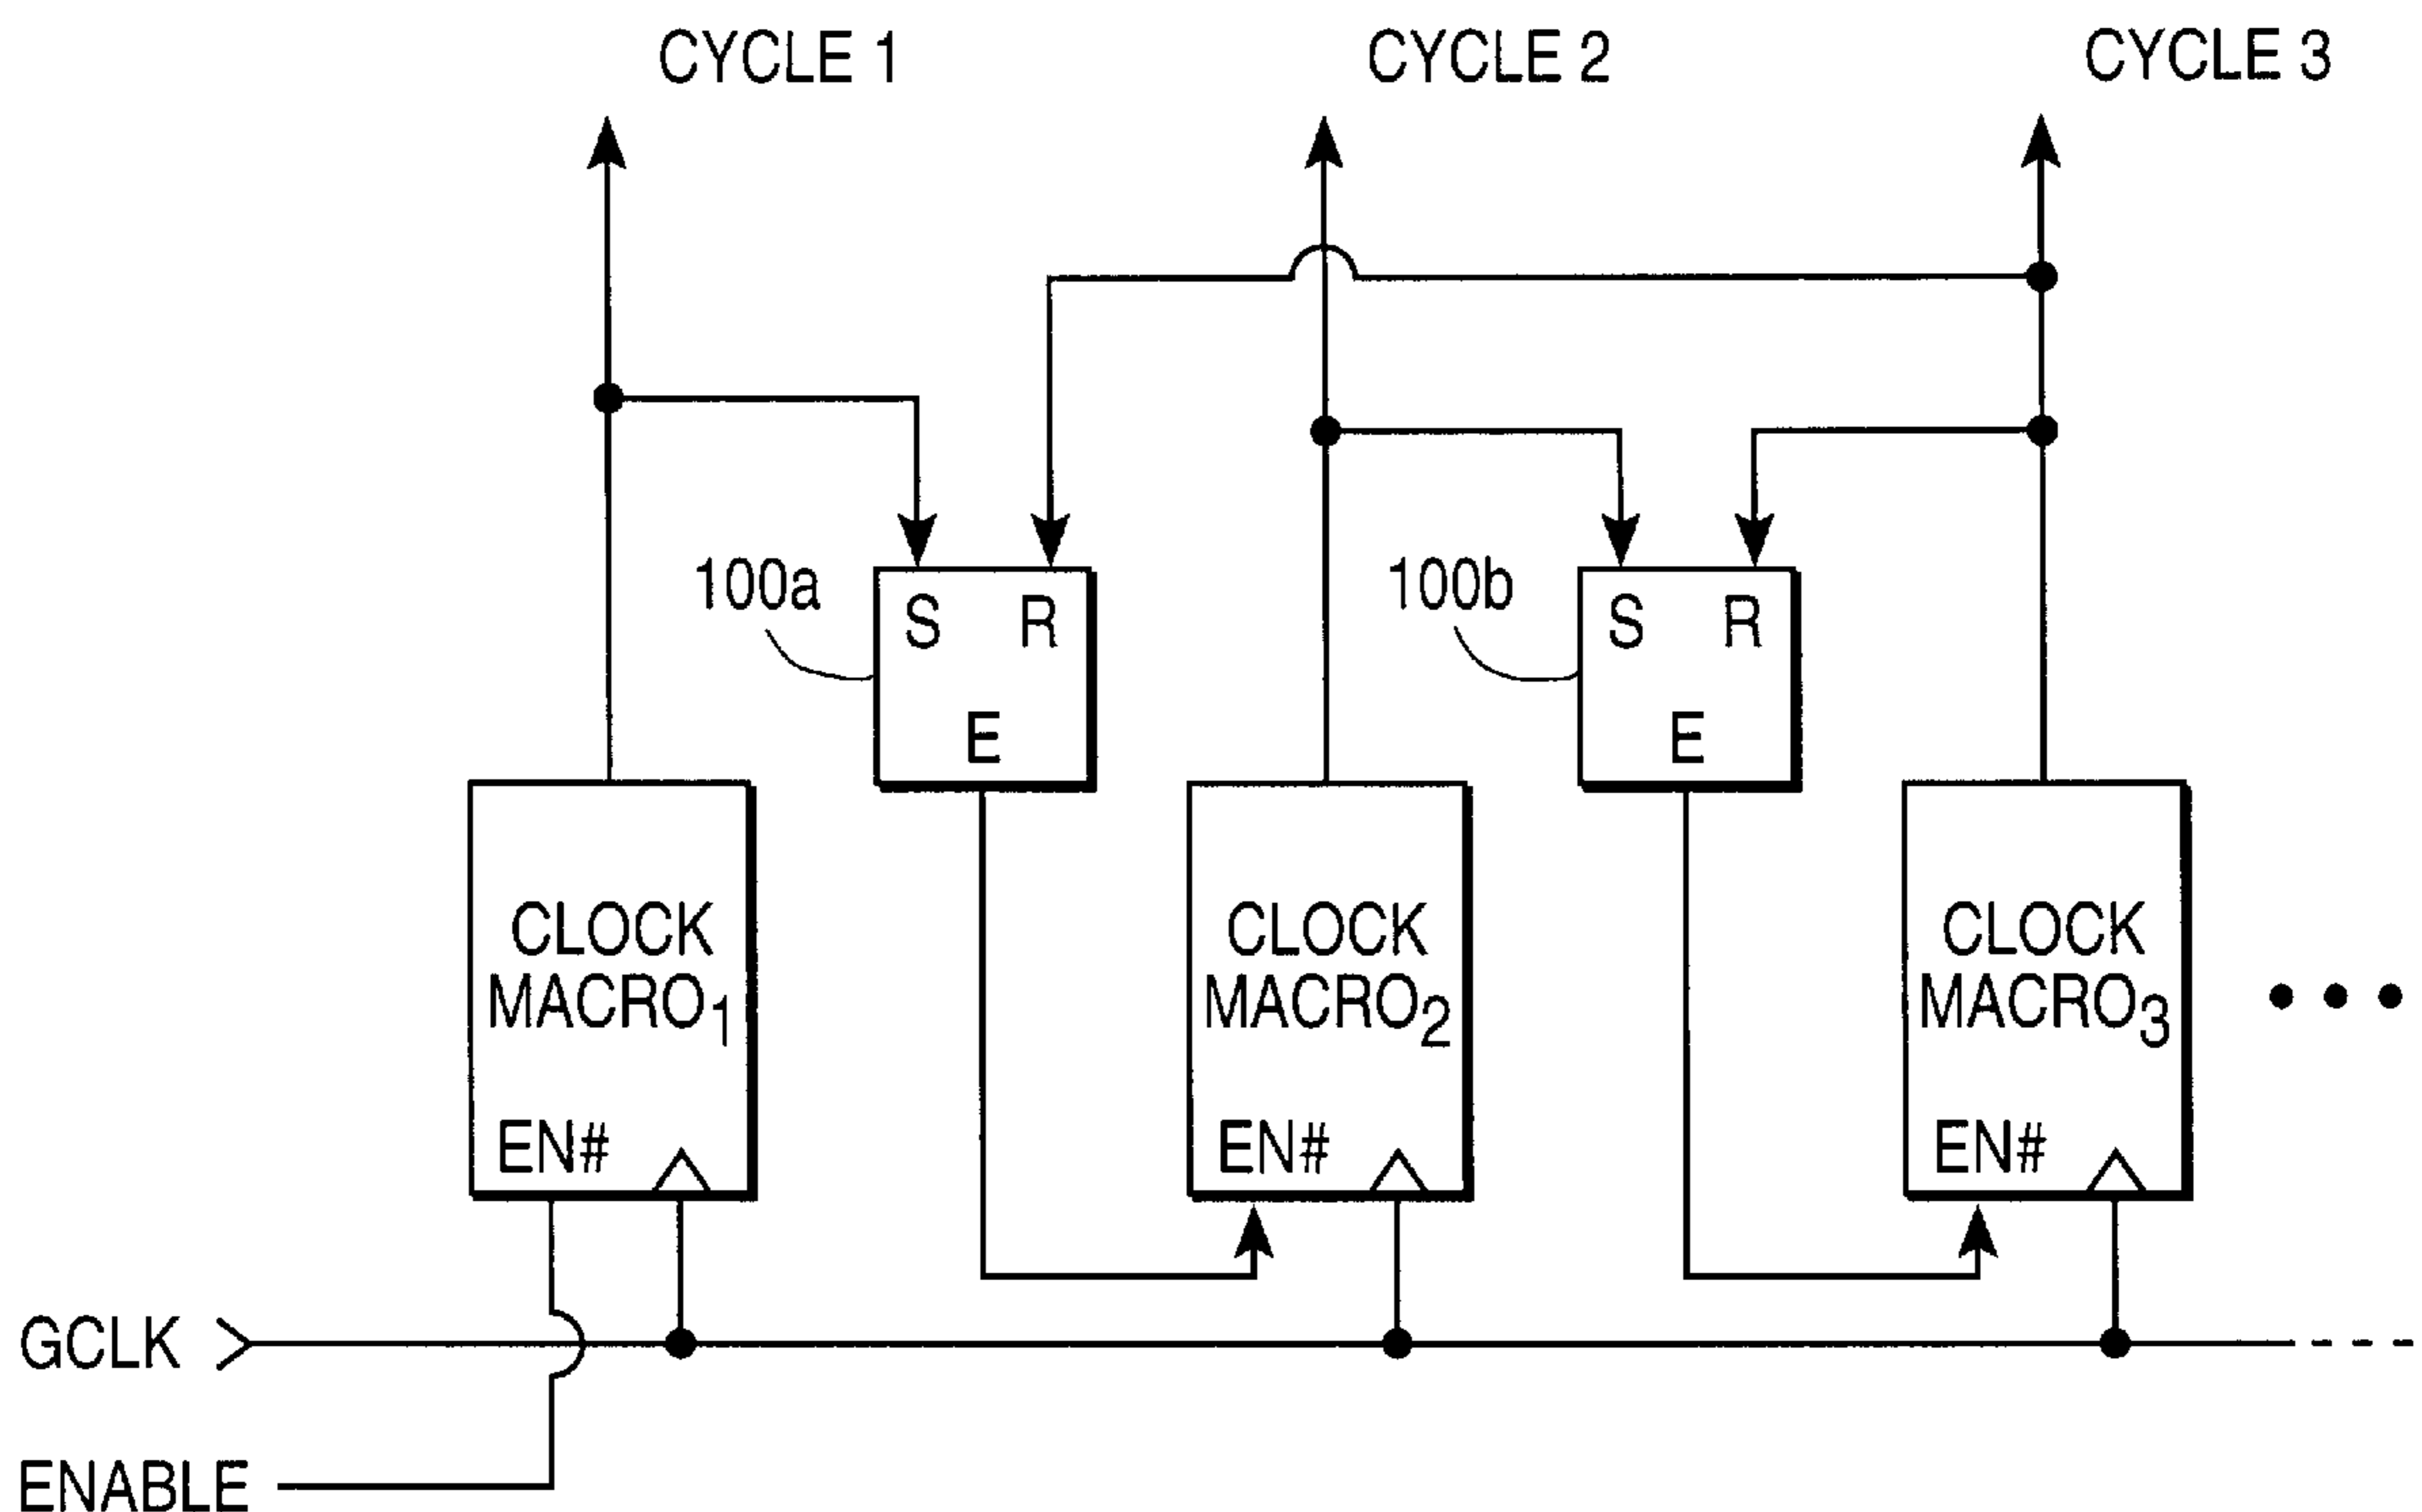 CYCLE 1
CYCLE 2
CYCLE 3
100a
S R
E
100b
S R
E
CLOCK
MACRO1
EN#
CLOCK
MACRO2
EN#
CLOCK
MACRO3
EN#
GCLK
ENABLE